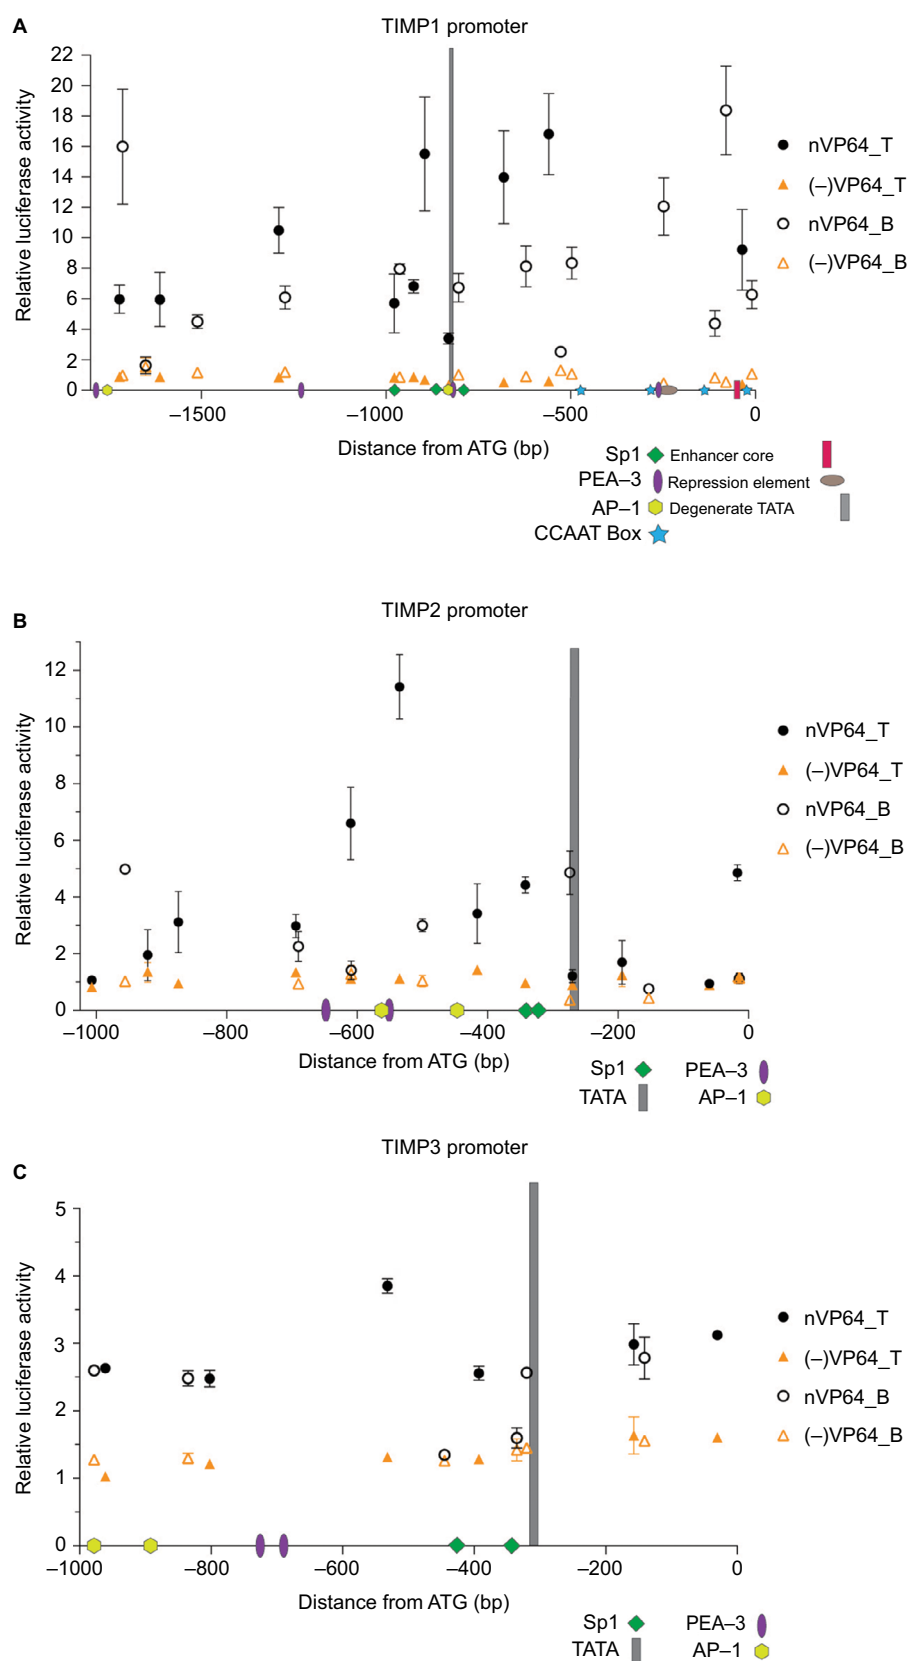 A
TIMP1 promoter
Relative luciferase activity
22
20
18
16
14
12
10
8
6
4
2
0
–1500
–1000
–500
0
Distance from ATG (bp)
nVP64_T
(–)VP64_T
nVP64_B
(–)VP64_B
Sp1 Enhancer core
PEA–3 Repression element
AP–1 Degenerate TATA
CCAAT Box
B
TIMP2 promoter
Relative luciferase activity
12
10
8
6
4
2
0
–1000
–800
–600
–400
–200
0
Distance from ATG (bp)
nVP64_T
(–)VP64_T
nVP64_B
(–)VP64_B
Sp1 PEA–3
TATA AP–1
C
TIMP3 promoter
Relative luciferase activity
5
4
3
2
1
0
–1000
–800
–600
–400
–200
0
Distance from ATG (bp)
nVP64_T
(–)VP64_T
nVP64_B
(–)VP64_B
Sp1 PEA–3
TATA AP–1